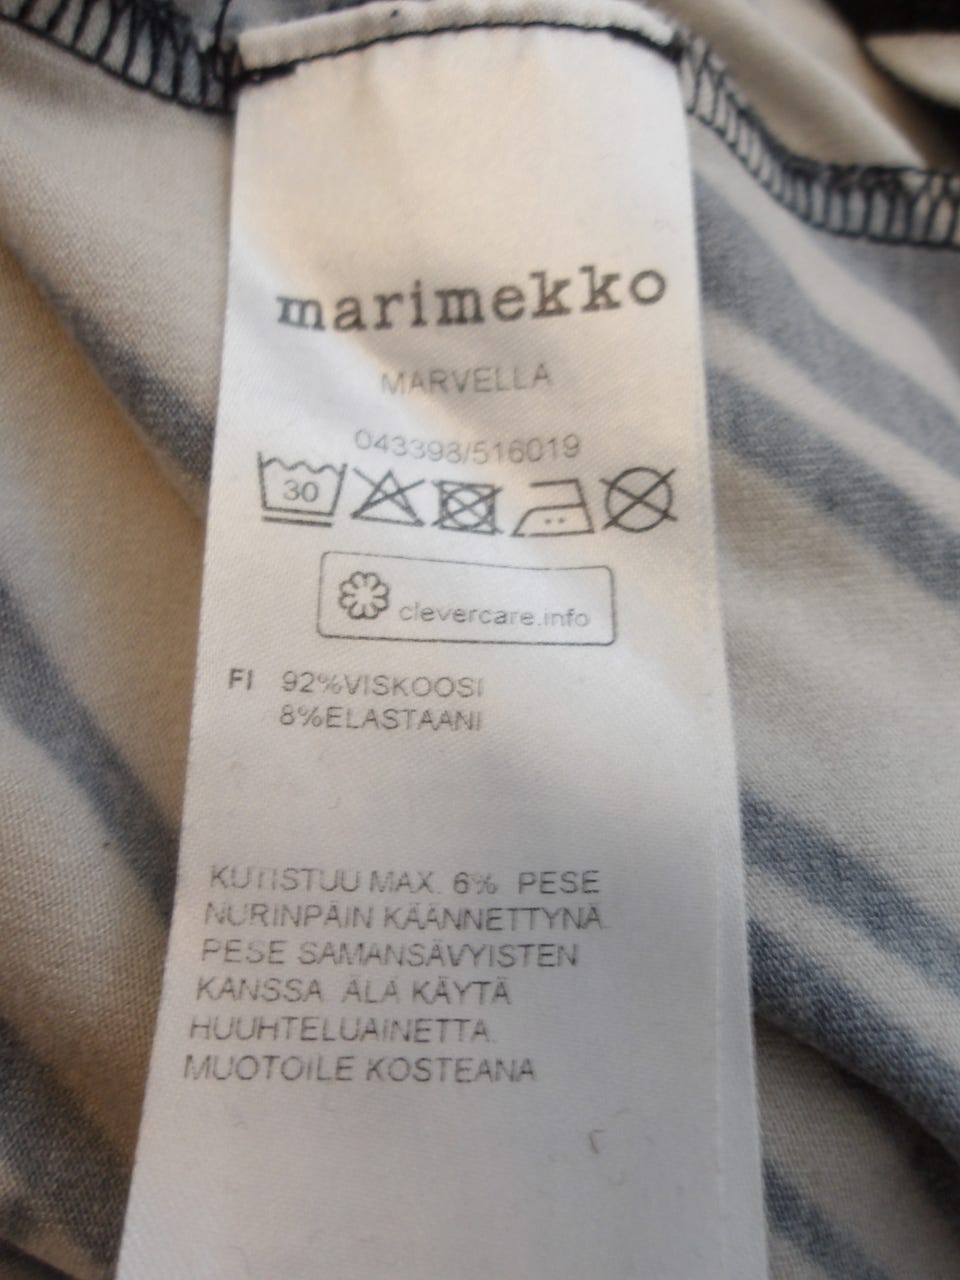 marimekko
MARVELLA
043398/516019
30
clevercare.info
FI 92%VISKOOSI
8%ELASTAANI
KUTISTUU MAX. 6% PESE
NURINPÄIN KÄÄNNETTYNÄ.
PESE SAMANSÄVYISTEN
KANSSA ÄLÄ KÄYTÄ
HUUHTELUAINETTA.
MUOTOILE KOSTEANA